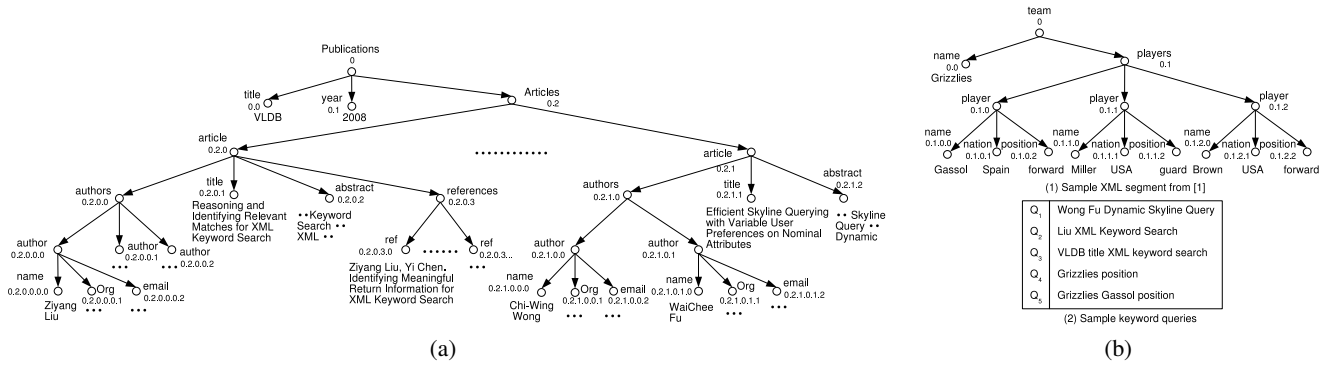 Publications
0
title
0.0
VLDB
year
0.1
2008
Articles
0.2
article
0.2.0
article
0.2.1
authors
0.2.0.0
title
0.2.0.1
Reasoning and
Identifying Relevant
Matches for XML
Keyword Search
abstract
0.2.0.2
Keyword
Search
XML
references
0.2.0.3
authors
0.2.1.0
title
0.2.1.1
Efficient Skyline Querying
with Variable User
Preferences on Nominal
Attributes
abstract
0.2.1.2
Skyline
Query
Dynamic
author
0.2.0.0.0
author
0.2.0.0.1
author
0.2.0.0.2
ref
0.2.0.3.0
Ziyang Liu, Yi Chen.
Identifying Meaningful
Return Information for
XML Keyword Search
ref
0.2.0.3...
author
0.2.1.0.0
author
0.2.1.0.1
name
0.2.0.0.0.0
Ziyang
Liu
Org
0.2.0.0.0.1
email
0.2.0.0.0.2
name
0.2.1.0.0.0
Chi-Wing
Wong
Org
0.2.1.0.0.1
email
0.2.1.0.0.2
name
0.2.1.0.1.0
WaiChee
Fu
Org
0.2.1.0.1.1
email
0.2.1.0.1.2
(a)
team
0
name
0.0
Grizzlies
players
0.1
player
0.1.0
player
0.1.1
player
0.1.2
name
0.1.0.0
Gassol
nation
0.1.0.1
Spain
position
0.1.0.2
forward
name
0.1.1.0
Miller
nation
0.1.1.1
USA
position
0.1.1.2
guard
name
0.1.2.0
Brown
nation
0.1.2.1
USA
position
0.1.2.2
forward
(1) Sample XML segment from [1]
Q1 Wong Fu Dynamic Skyline Query
Q2 Liu XML Keyword Search
Q3 VLDB title XML keyword search
Q4 Grizzlies position
Q5 Grizzlies Gassol position
(2) Sample keyword queries
(b)